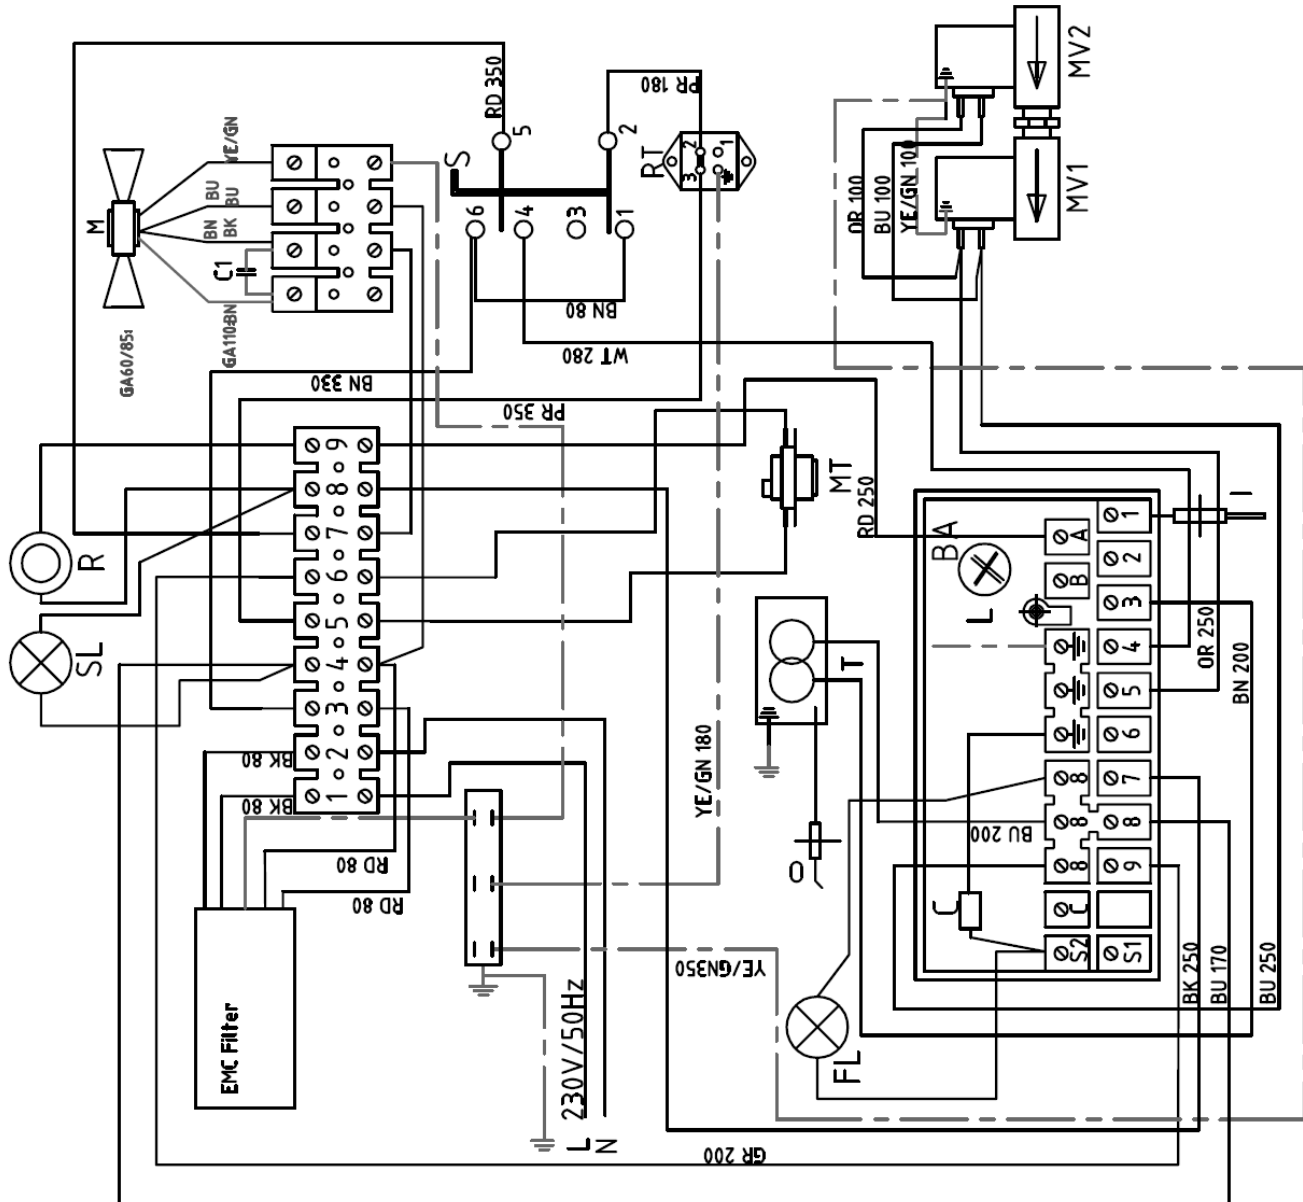 RD 350
PR 180
5
2
S
RT
3 2
1
6
4
3
1
YE/GN
BU
BU
BN
BK
M
C1
GA60/85:
GA110:BN
BN 80
WT 280
BN 330
PR 350
MV2
MV1
OR 100
BU 100
YE/GN 100
R
SL
9
8
7
6
5
4
3
2
1
BK 80
BK 80
RD 80
RD 80
EMC Filter
MT
RD 250
BA
L
T
O
YE/GN 180
YE/GN350
L 230V/50Hz
N
FL
BU 200
A
B
8
8
8
C
S2
1
2
3
4
5
6
7
8
9
S1
I
OR 250
BN 200
BK 250
BU 170
BU 250
GR 200